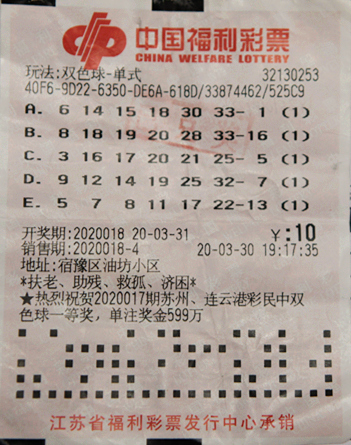 中国福利彩票
CHINA WELFARE LOTTERY
玩法:双色球-单式 32130253
40F6-9D22-6350-DE6A-618D/33874462/525C9
A. 6 14 15 18 30 33- 1 (1)
B. 8 18 19 20 28 33-16 (1)
C. 3 16 17 20 21 25- 5 (1)
D. 9 12 14 19 25 32- 7 (1)
E. 5 7 8 11 17 22-13 (1)
开奖期:2020018 20-03-31 ¥:10
销售期:2020018-4 20-03-30 19:17:35
地址:宿豫区油坊小区
*扶老、助残、救孤、济困*
★热烈祝贺2020017期苏州、连云港彩民中双
色球一等奖，单注奖金599万
江苏省福利彩票发行中心承销